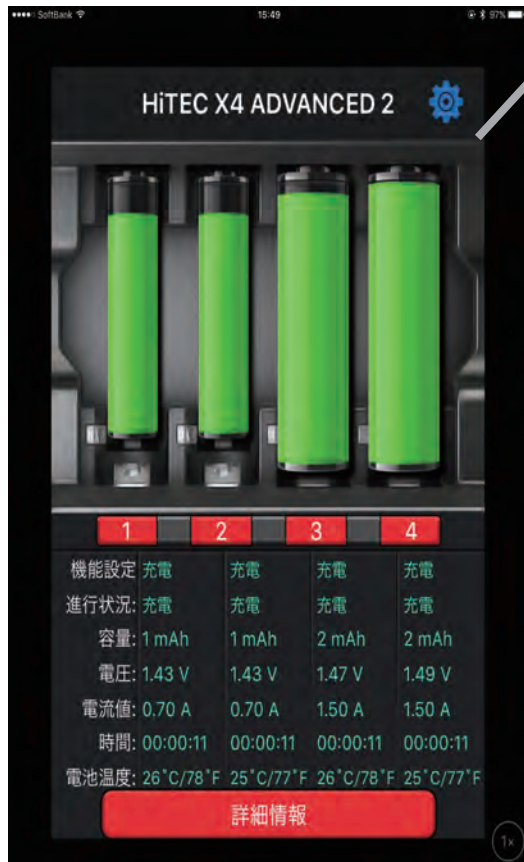 SoftBank 15:49 97%
HiTEC X4 ADVANCED 2
1 2 3 4
機能設定 充電 充電 充電 充電
進行状況: 充電 充電 充電 充電
容量: 1 mAh 1 mAh 2 mAh 2 mAh
電圧: 1.43 V 1.43 V 1.47 V 1.49 V
電流値: 0.70 A 0.70 A 1.50 A 1.50 A
時間: 00:00:11 00:00:11 00:00:11 00:00:11
電池温度: 26°C/78°F 25°C/77°F 26°C/78°F 25°C/77°F
詳細情報
1x